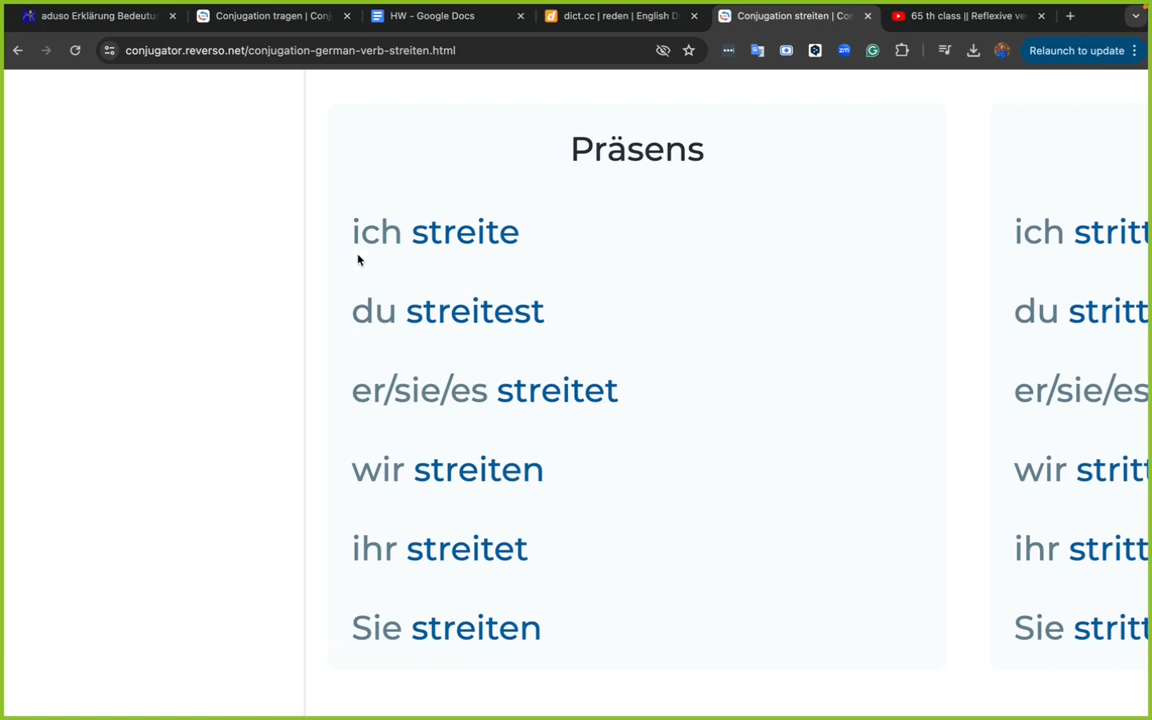 aduso Erklärung Bedeutu
Conjugation tragen | Conj
HW - Google Docs
dict.cc | reden | English D
Conjugation streiten | Con
65 th class || Reflexive ve
conjugator.reverso.net/conjugation-german-verb-streiten.html
zm
Relaunch to update
Präsens
ich streite
ich stritt
du streitest
du stritt
er/sie/es streitet
er/sie/es
wir streiten
wir stritt
ihr streitet
ihr stritt
Sie streiten
Sie stritt